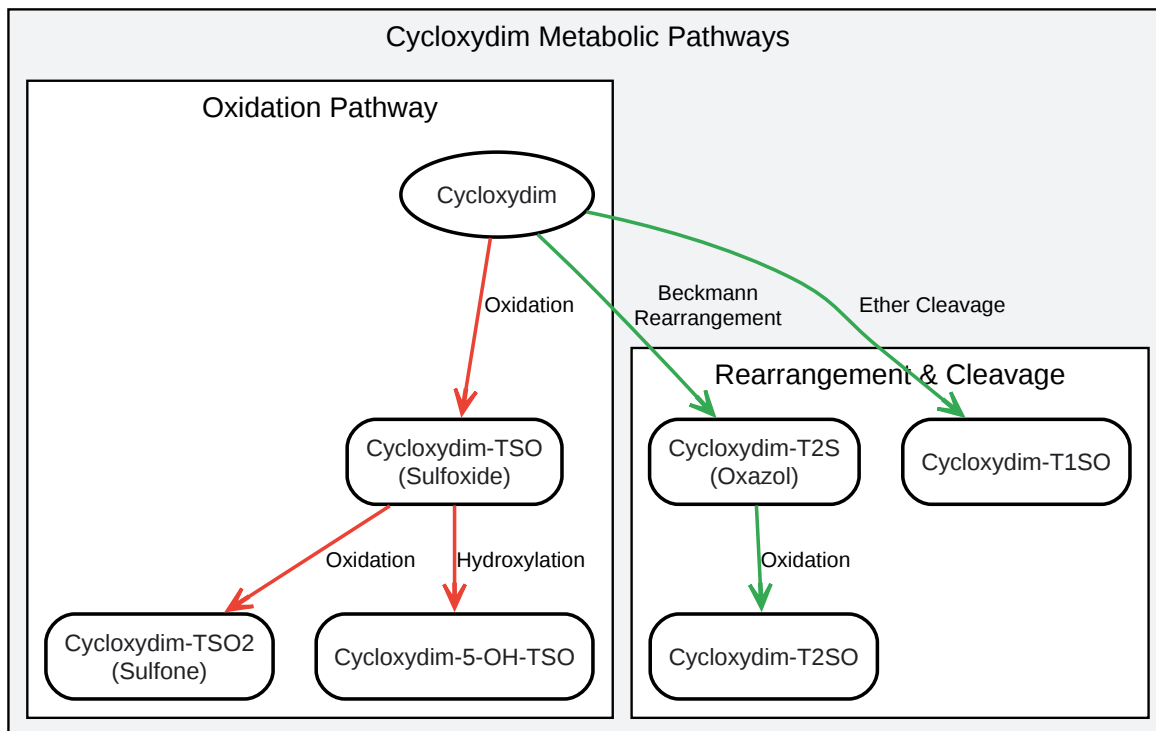 Cycloxydim Metabolic Pathways
Oxidation Pathway
Cycloxydim
Oxidation
Beckmann
Rearrangement
Ether Cleavage
Rearrangement & Cleavage
Cycloxydim-TSO
(Sulfoxide)
Cycloxydim-T2S
(Oxazol)
Cycloxydim-T1SO
Oxidation
Hydroxylation
Oxidation
Cycloxydim-TSO2
(Sulfone)
Cycloxydim-5-OH-TSO
Cycloxydim-T2SO